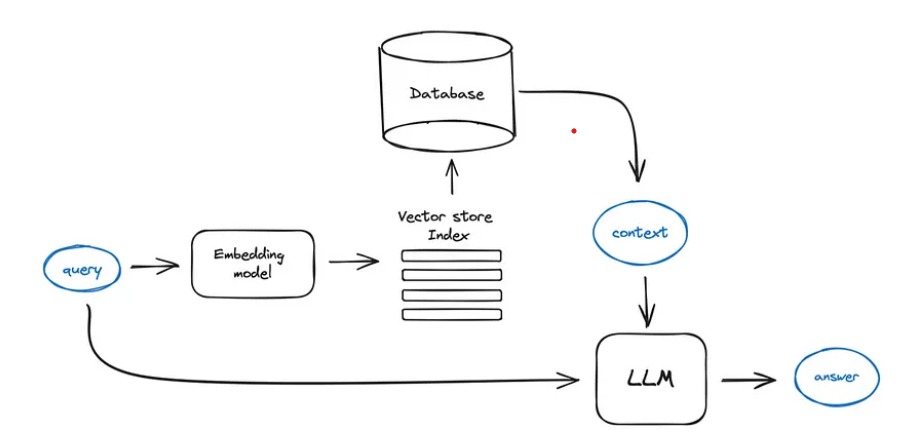 Database
Vector store
Index
context
query
Embedding
model
LLM
answer